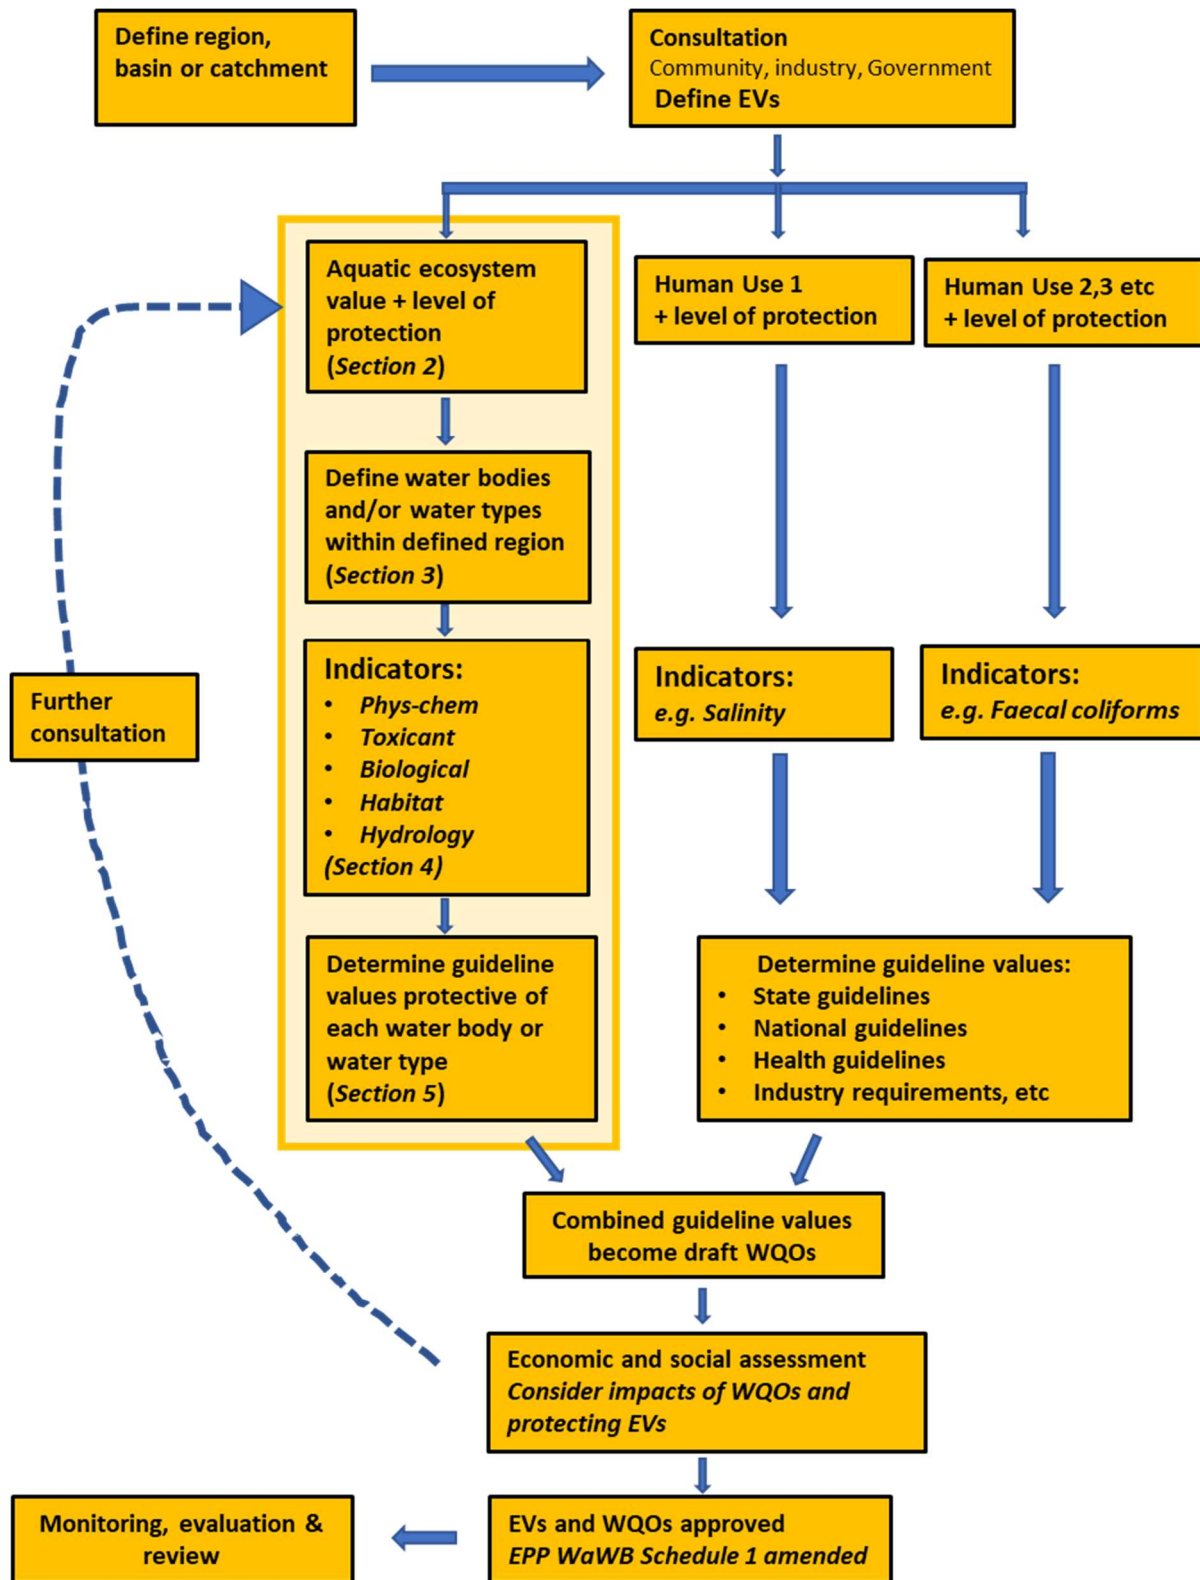 Define region,
basin or catchment
Consultation
Community, industry, Government
Define EVs
Aquatic ecosystem
value + level of
protection
(Section 2)
Human Use 1
+ level of protection
Human Use 2,3 etc
+ level of protection
Define water bodies
and/or water types
within defined region
(Section 3)
Indicators:
• Phys-chem
• Toxicant
• Biological
• Habitat
• Hydrology
(Section 4)
Indicators:
e.g. Salinity
Indicators:
e.g. Faecal coliforms
Further
consultation
Determine guideline
values protective of
each water body or
water type
(Section 5)
Determine guideline values:
• State guidelines
• National guidelines
• Health guidelines
• Industry requirements, etc
Combined guideline values
become draft WQOs
Economic and social assessment
Consider impacts of WQOs and
protecting EVs
EVs and WQOs approved
EPP WaWB Schedule 1 amended
Monitoring, evaluation &
review